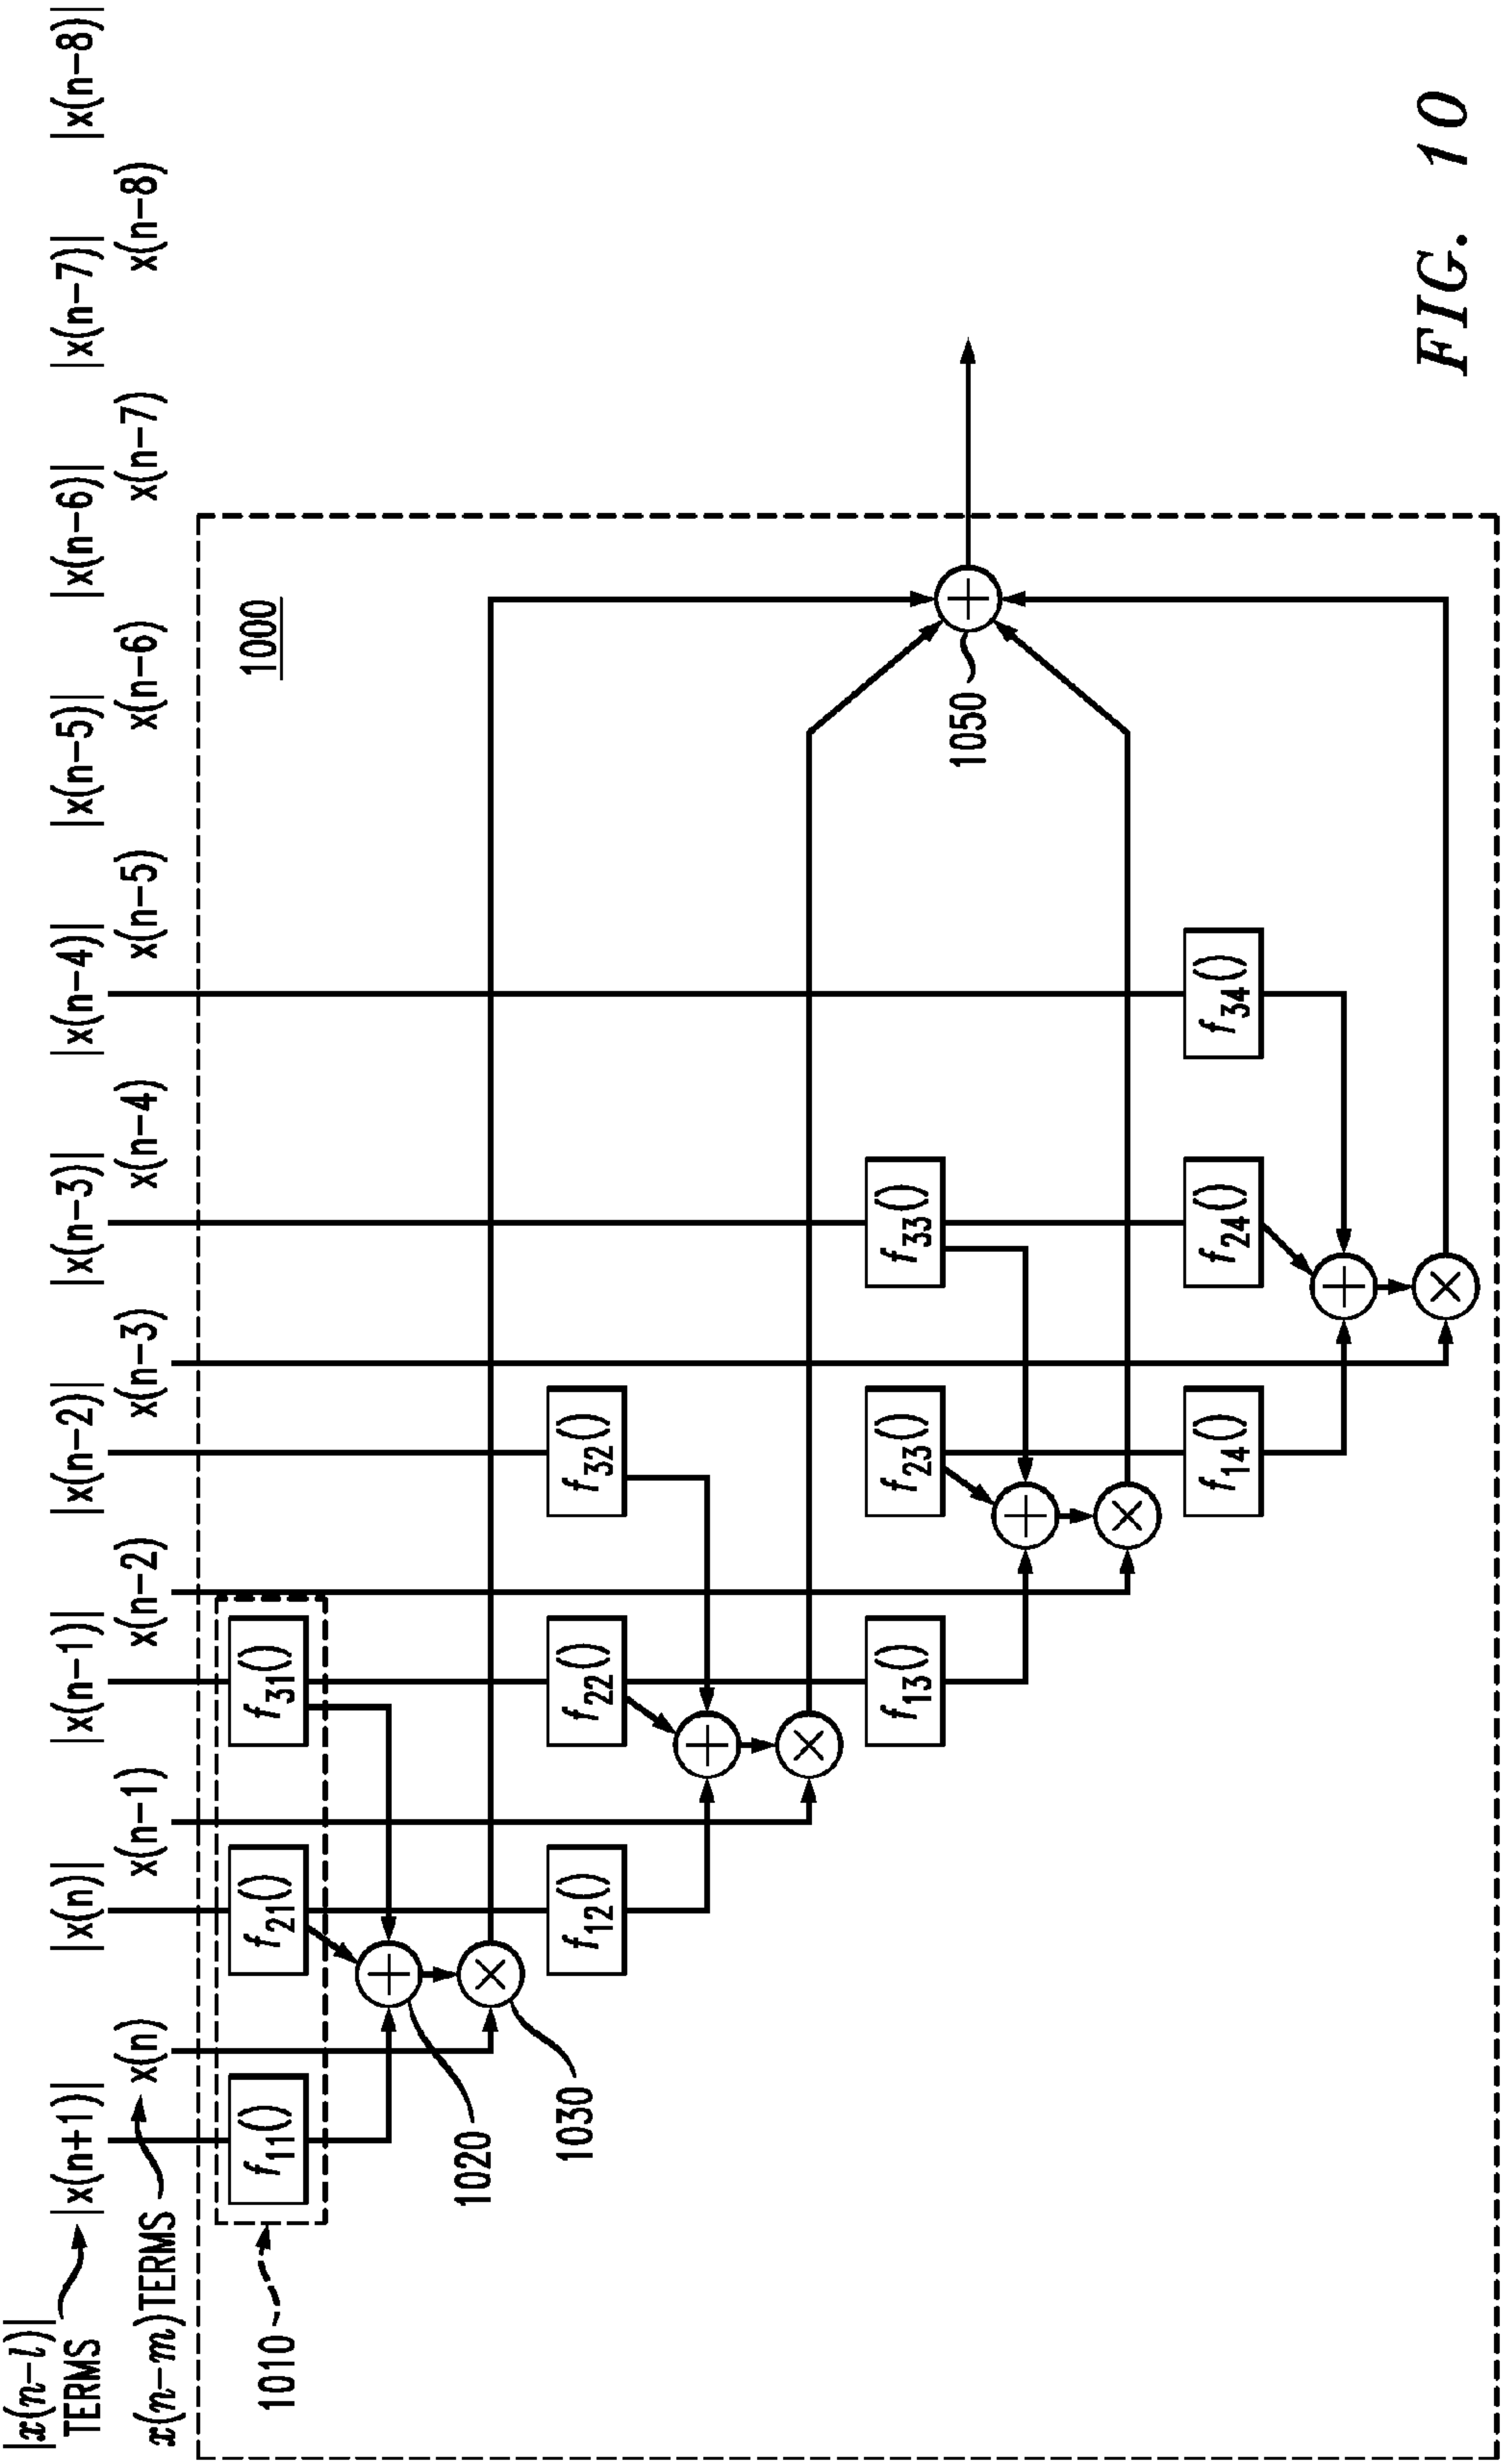 |x(n-l)|
TERMS
|x(n+1)| |x(n)| |x(n-1)| |x(n-2)| |x(n-3)| |x(n-4)| |x(n-5)| |x(n-6)| |x(n-7)| |x(n-8)|
x(n-m)TERMS x(n) x(n-1) x(n-2) x(n-3) x(n-4) x(n-5) x(n-6) x(n-7) x(n-8)
1010 f11() f21() f31() 1000
1020
1030 f12() f22() f32()
f13() f23() f33() 1050
f14() f24() f34()
FIG. 10